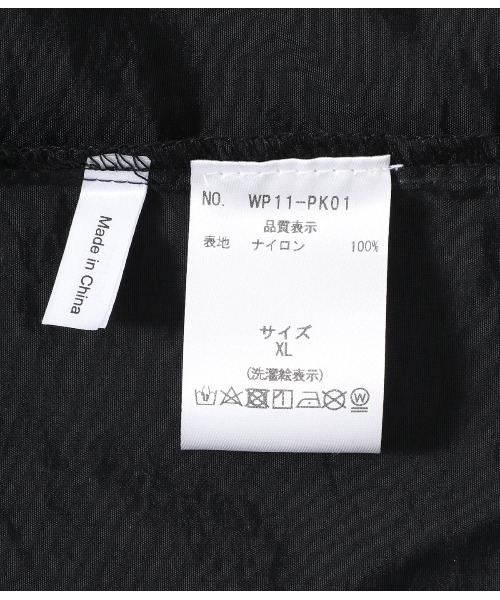 NO. WP11-PK01
品質表示
表地 ナイロン 100%
サイズ
XL
(洗濯絵表示)
W
Made in China